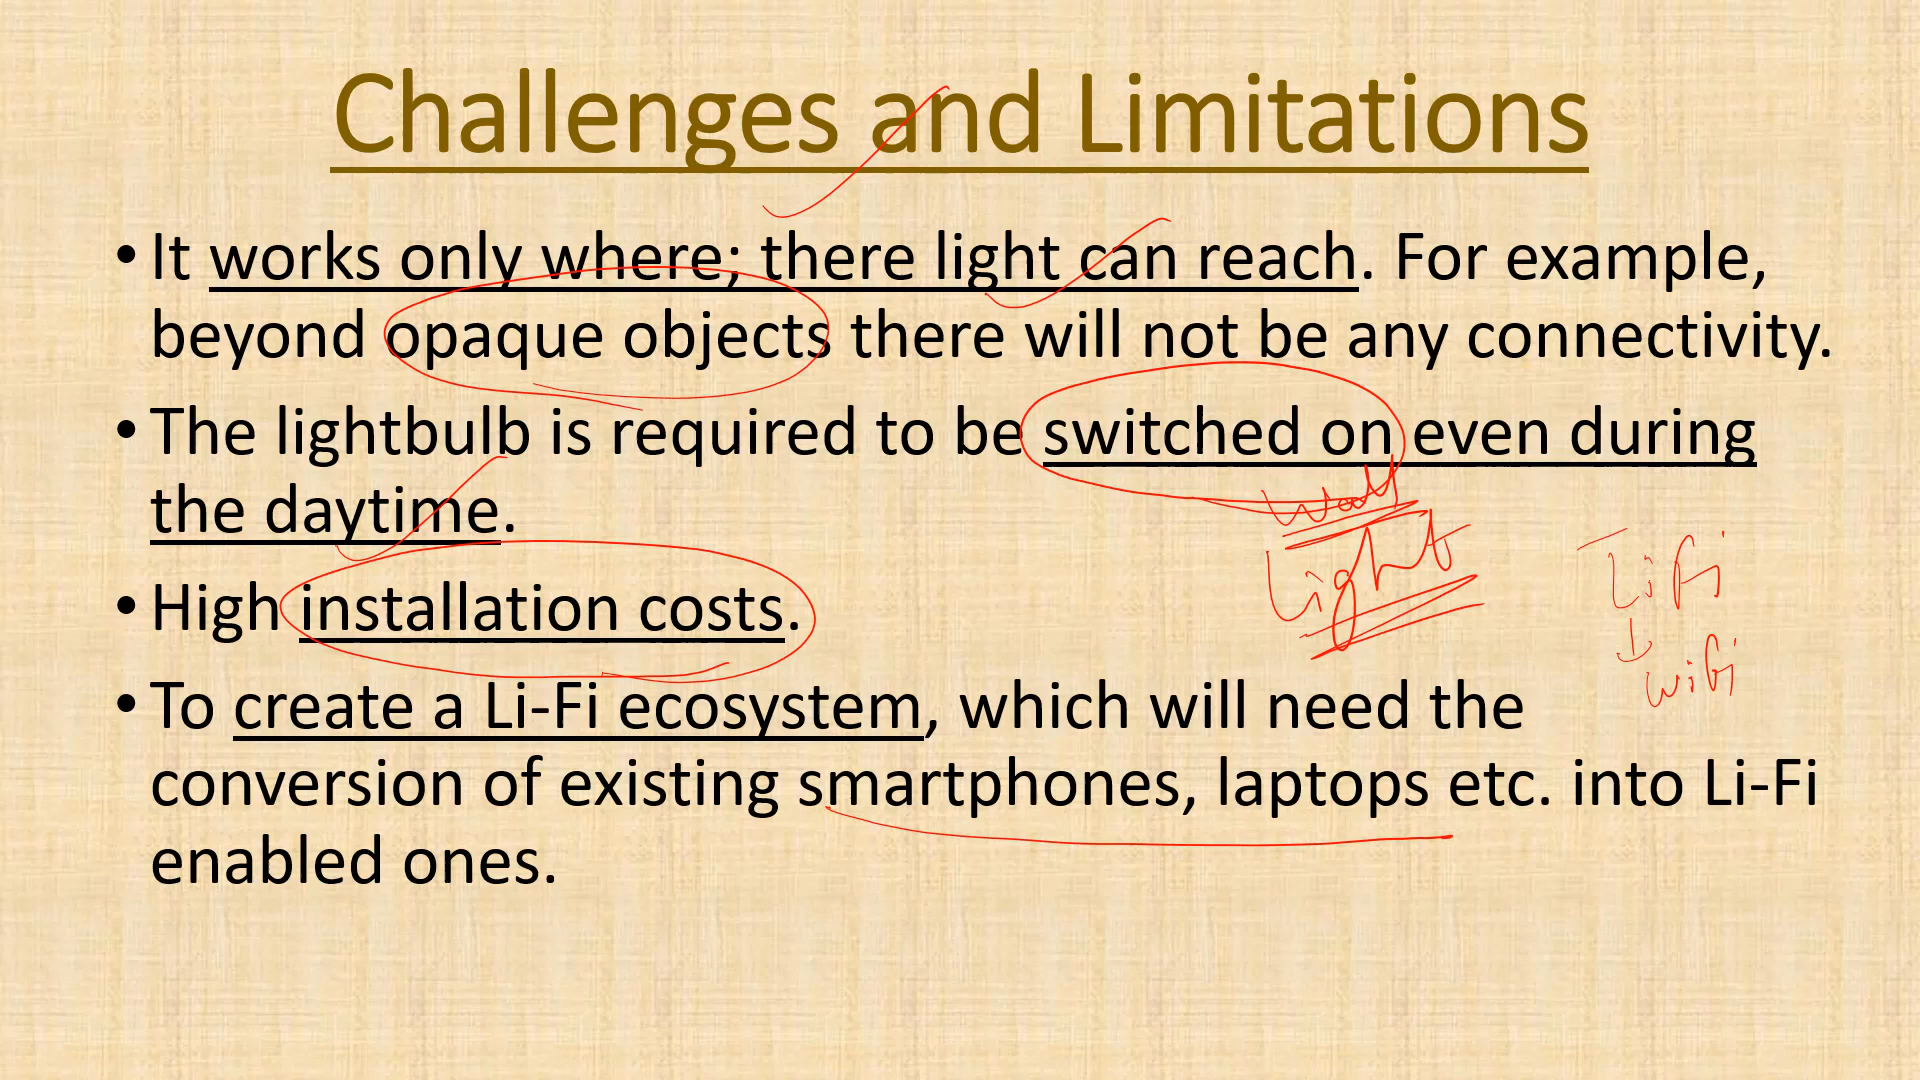 Challenges and Limitations
• It works only where; there light can reach. For example,
beyond opaque objects there will not be any connectivity.
• The lightbulb is required to be switched on even during
the daytime.
Light
LiFi
WiFi
• High installation costs.
• To create a Li-Fi ecosystem, which will need the
conversion of existing smartphones, laptops etc. into Li-Fi
enabled ones.